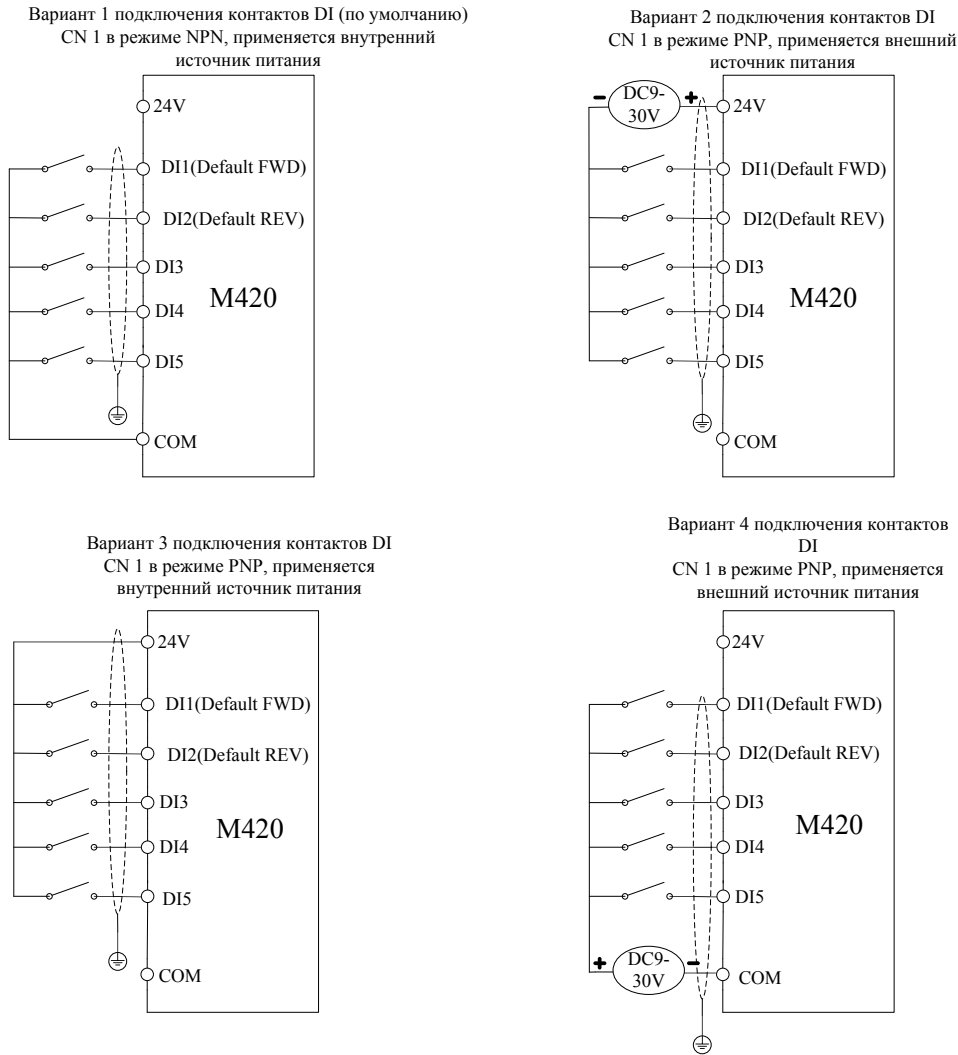 Вариант 1 подключения контактов DI (по умолчанию)
CN 1 в режиме NPN, применяется внутренний
источник питания
24V
DI1(Default FWD)
DI2(Default REV)
DI3
M420
DI4
DI5
COM
Вариант 2 подключения контактов DI
CN 1 в режиме PNP, применяется внешний
источник питания
DC9-
30V
24V
DI1(Default FWD)
DI2(Default REV)
DI3
M420
DI4
DI5
COM
Вариант 3 подключения контактов DI
CN 1 в режиме PNP, применяется
внутренний источник питания
24V
DI1(Default FWD)
DI2(Default REV)
DI3
M420
DI4
DI5
COM
Вариант 4 подключения контактов
DI
CN 1 в режиме PNP, применяется
внешний источник питания
24V
DI1(Default FWD)
DI2(Default REV)
DI3
M420
DI4
DI5
DC9-
30V
COM